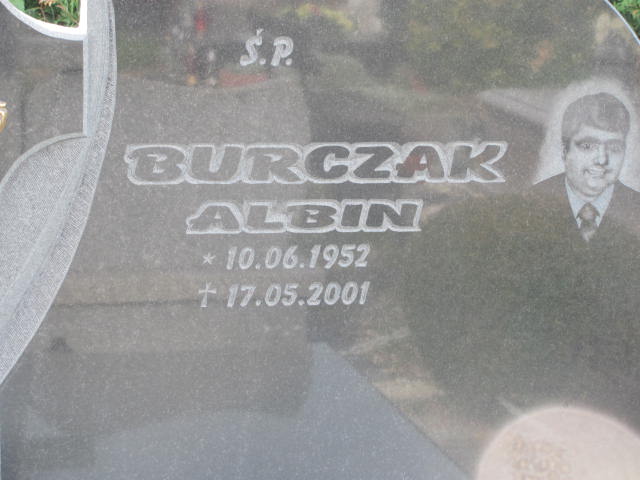 Ś.P.
BURCZAK
ALBIN
* 10.06.1952
† 17.05.2001